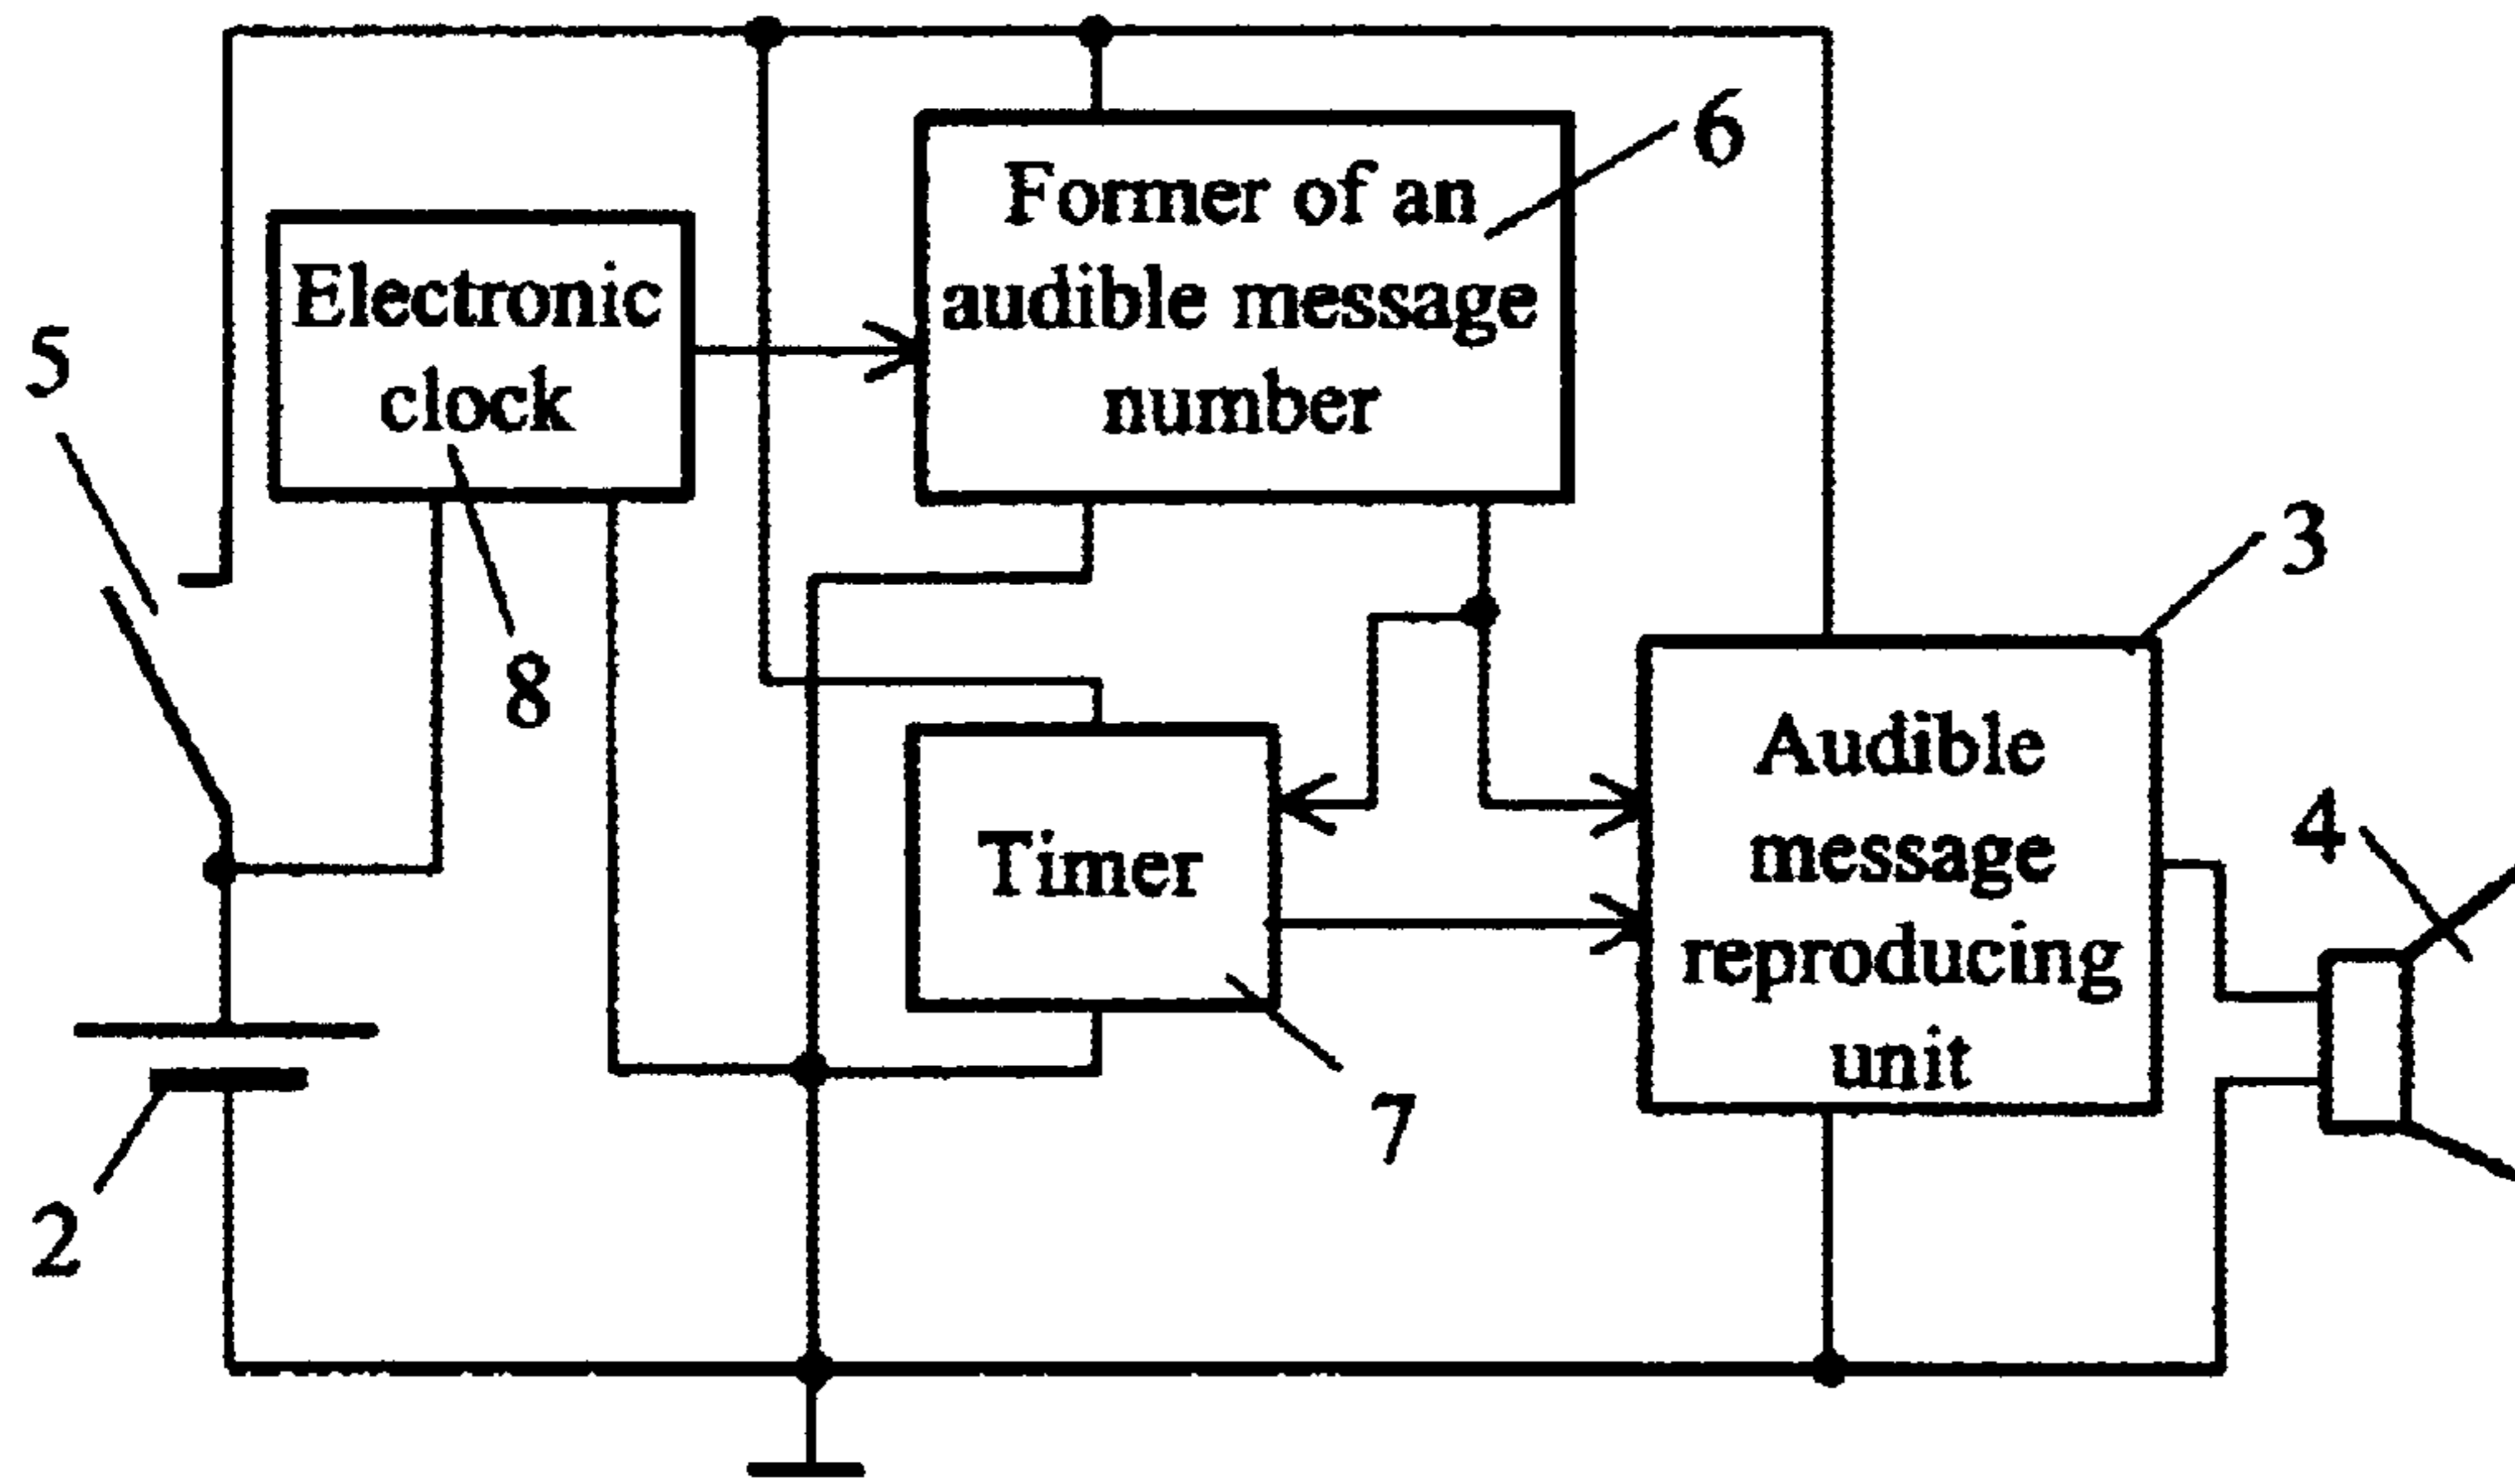 6
Former of an
audible message
number
Electronic
clock
5
3
8
Audible
message
reproducing
unit
4
Timer
7
2